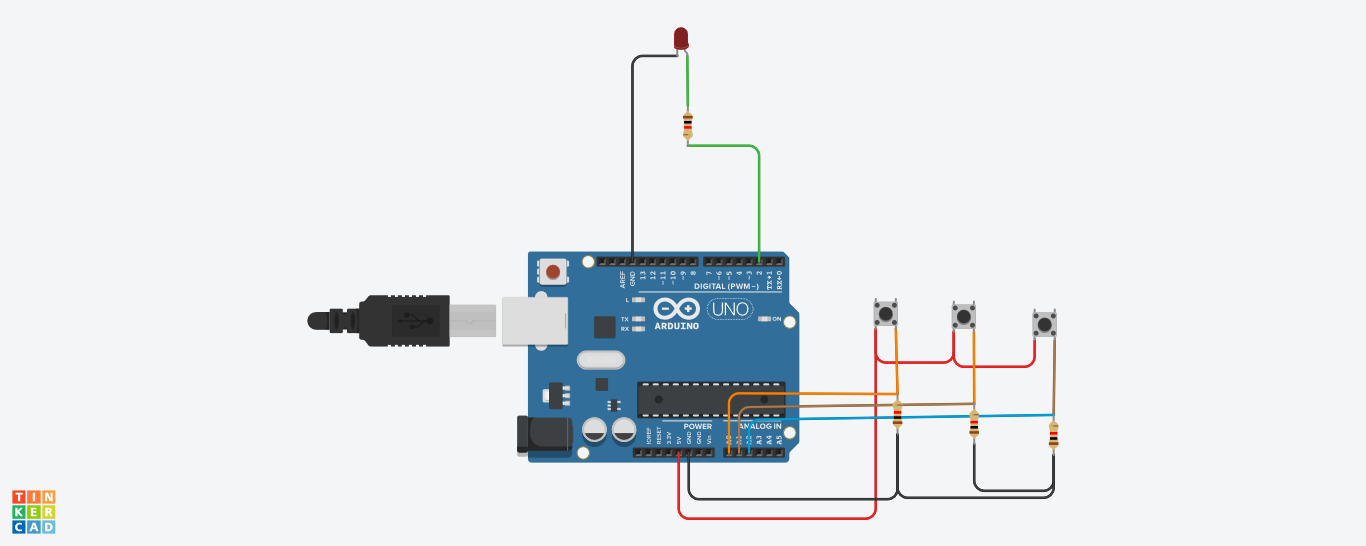 AREF
GND
13
12
~11
~10
~9
8
7
~6
~5
4
~3
2
TX→1
RX←0
DIGITAL (PWM~)
L
TX
RX
ARDUINO
UNO
ON
POWER
ANALOG IN
IOREF
RESET
3.3V
5V
GND
GND
Vin
A0
A1
A2
A3
A4
A5
TIN
KER
CAD